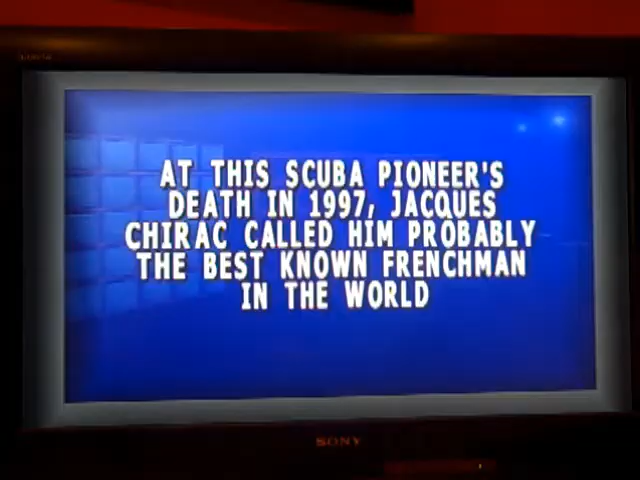 AT THIS SCUBA PIONEER'S
DEATH IN 1997, JACQUES
CHIRAC CALLED HIM PROBABLY
THE BEST KNOWN FRENCHMAN
IN THE WORLD
SONY